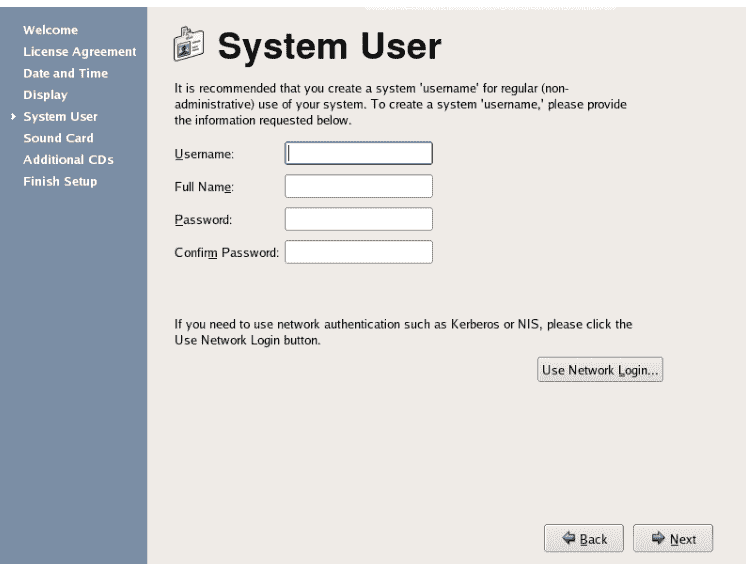 Welcome
License Agreement
Date and Time
Display
System User
Sound Card
Additional CDs
Finish Setup
System User
It is recommended that you create a system 'username' for regular (non-
administrative) use of your system. To create a system 'username,' please provide
the information requested below.
Username:
Full Name:
Password:
Confirm Password:
If you need to use network authentication such as Kerberos or NIS, please click the
Use Network Login button.
Use Network Login...
Back
Next